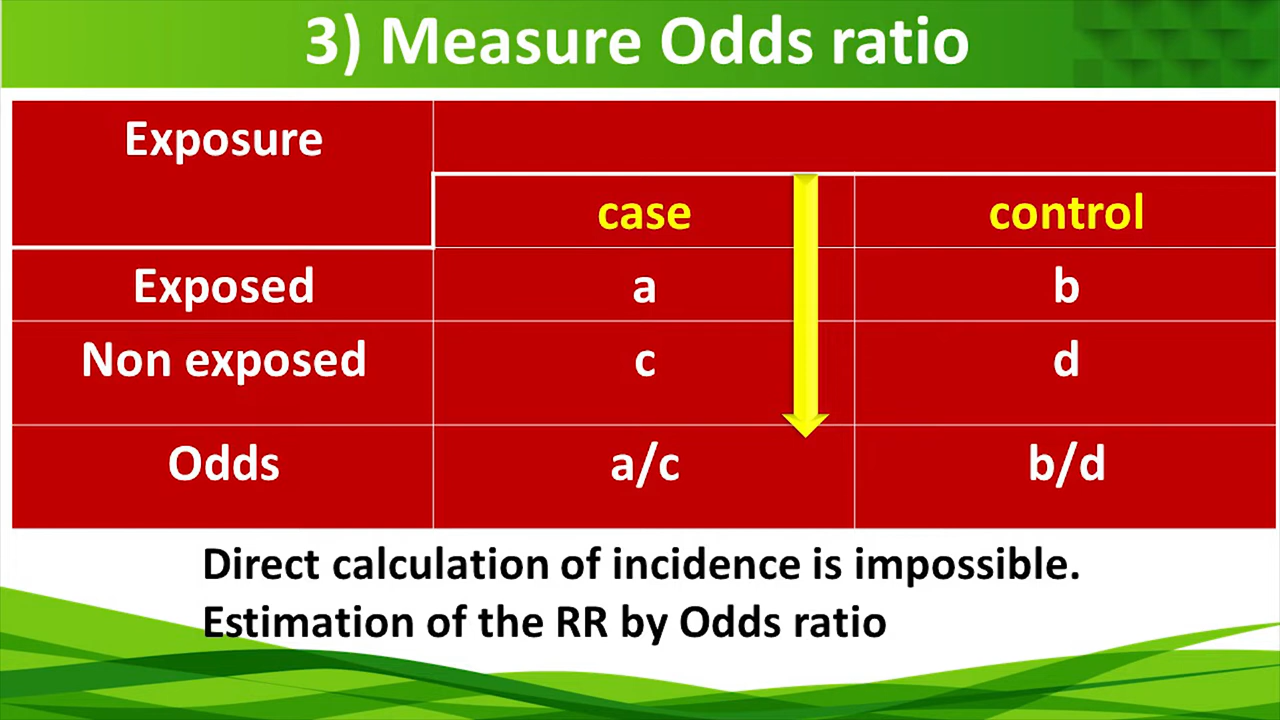 3) Measure Odds ratio
Exposure
case control
Exposed a b
Non exposed c d
Odds a/c b/d
Direct calculation of incidence is impossible.
Estimation of the RR by Odds ratio